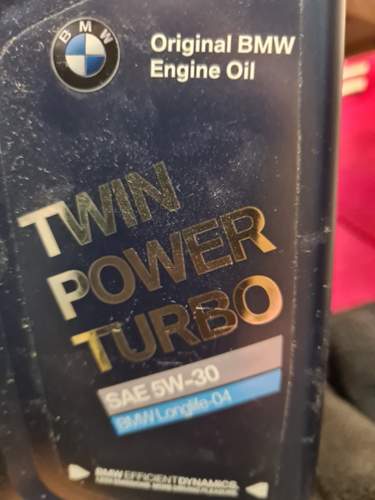 BMW
Original BMW
Engine Oil
TWIN
POWER
TURBO
SAE 5W-30
BMW Longlife-04
BMW EFFICIENTDYNAMICS.